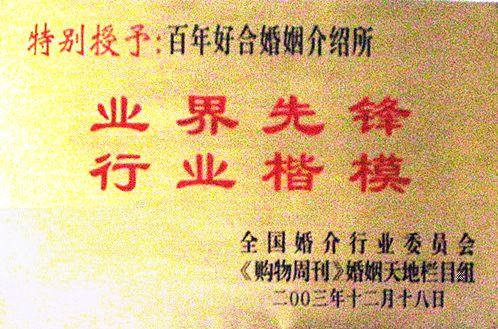 特别授予:百年好合婚姻介绍所
业界先锋
行业楷模
全国婚介行业委员会
《购物周刊》婚姻天地栏目组
二00三年十二月十八日